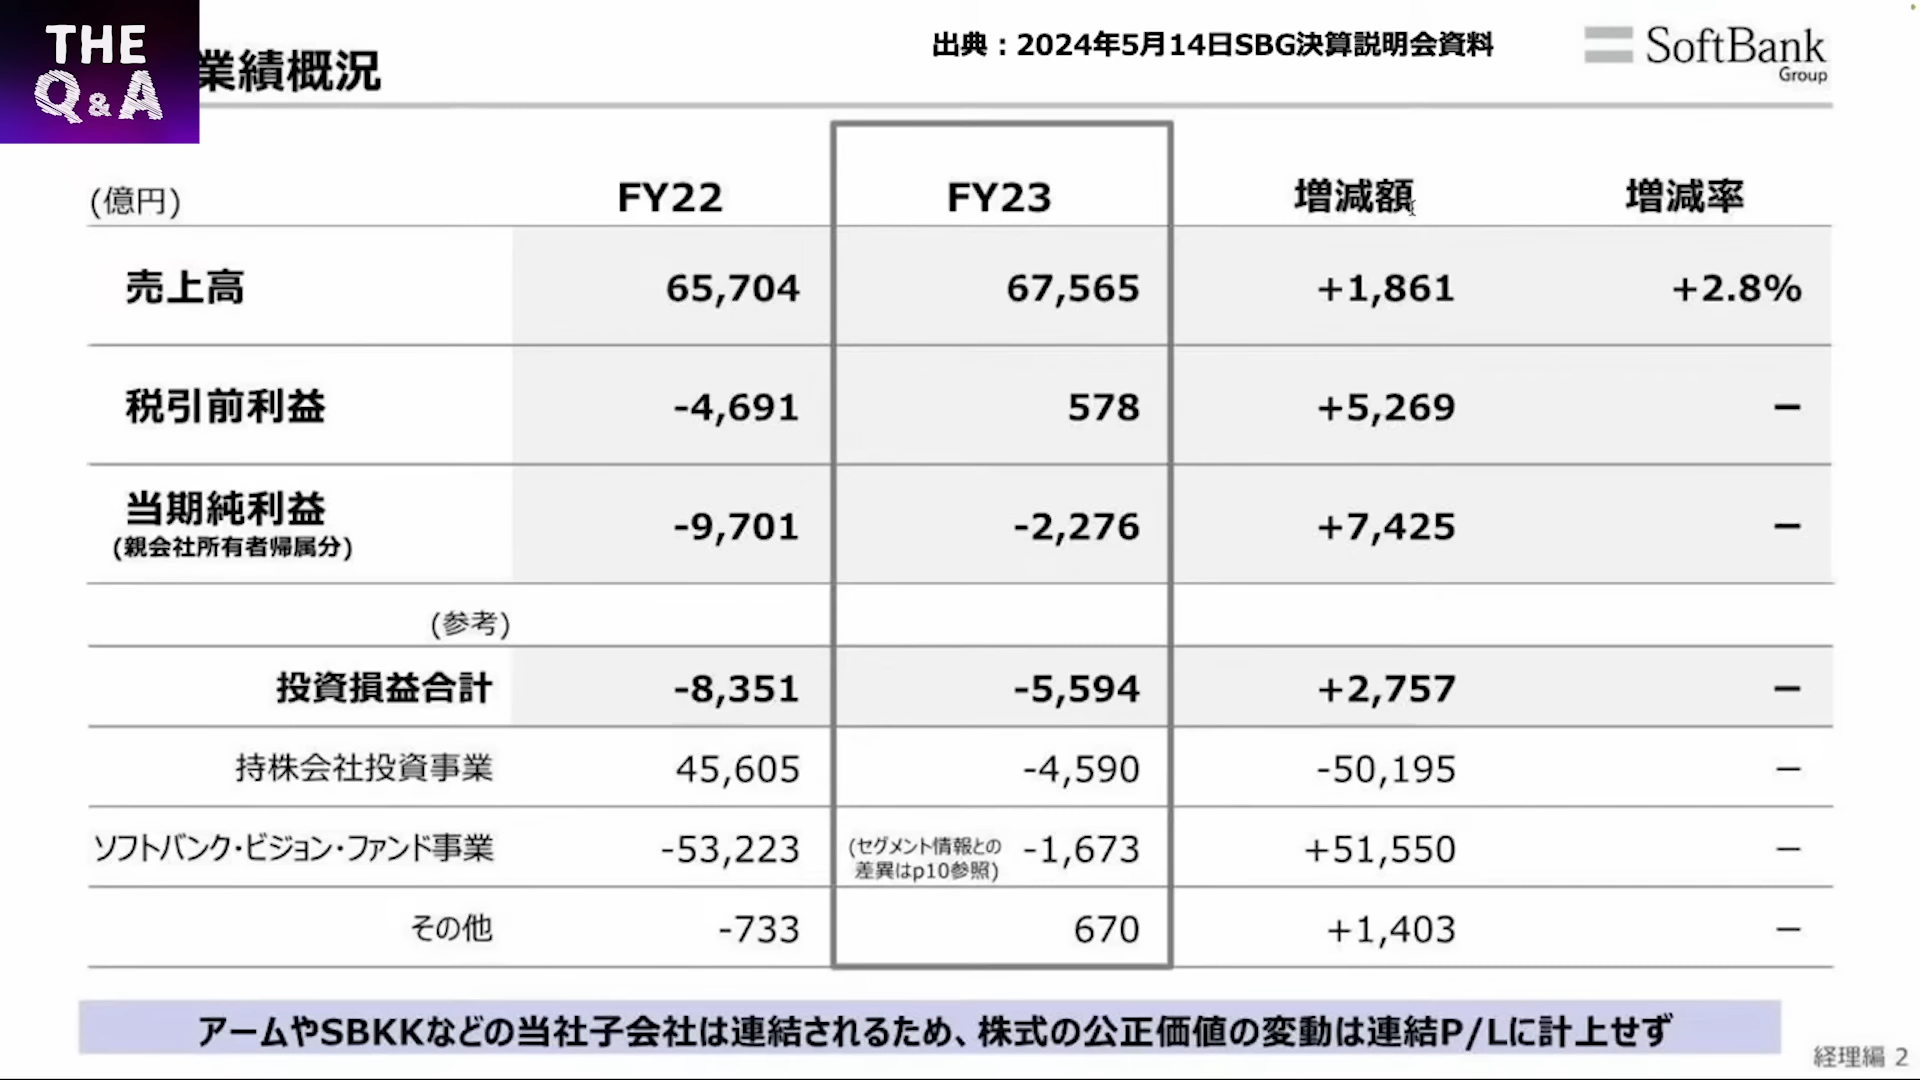 THE
Q&A
業績概況
出典：2024年5月14日SBG決算説明会資料
SoftBank
Group
(億円) FY22 FY23 増減額 増減率
売上高 65,704 67,565 +1,861 +2.8%
税引前利益 -4,691 578 +5,269 －
当期純利益
(親会社所有者帰属分) -9,701 -2,276 +7,425 －
(参考)
投資損益合計 -8,351 -5,594 +2,757 －
持株会社投資事業 45,605 -4,590 -50,195 －
ソフトバンク・ビジョン・ファンド事業 -53,223 (セグメント情報との
差異はp10参照) -1,673 +51,550 －
その他 -733 670 +1,403 －
アームやSBKKなどの当社子会社は連結されるため、株式の公正価値の変動は連結P/Lに計上せず
経理編 2